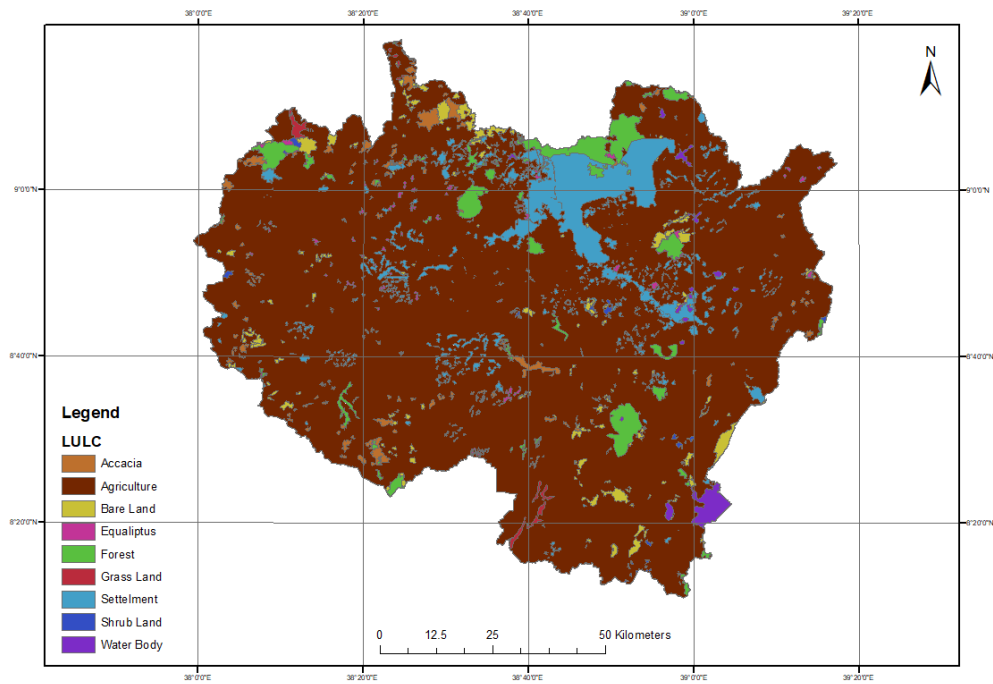 38°0'0"E 38°20'0"E 38°40'0"E 39°0'0"E 39°20'0"E
N
9°0'0"N 9°0'0"N
8°40'0"N 8°40'0"N
Legend
LULC
Accacia
Agriculture
Bare Land
Equaliptus
Forest
Grass Land
Settelment
Shrub Land
Water Body
8°20'0"N 8°20'0"N
0 12.5 25 50 Kilometers
38°0'0"E 38°20'0"E 38°40'0"E 39°0'0"E 39°20'0"E